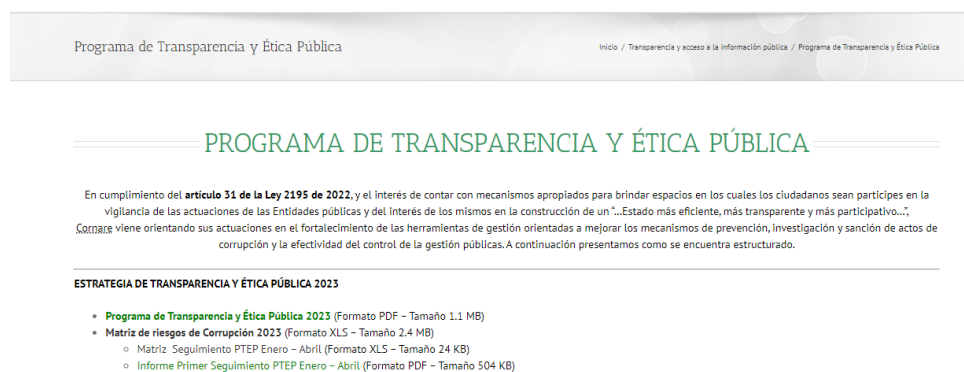 Programa de Transparencia y Ética Pública
Inicio / Transparencia y acceso a la información pública / Programa de Transparencia y Ética Pública
PROGRAMA DE TRANSPARENCIA Y ÉTICA PÚBLICA
En cumplimiento del artículo 31 de la Ley 2195 de 2022, y el interés de contar con mecanismos apropiados para brindar espacios en los cuales los ciudadanos sean participes en la
vigilancia de las actuaciones de las Entidades públicas y del interés de los mismos en la construcción de un “…Estado más eficiente, más transparente y más participativo…”,
Cornare viene orientando sus actuaciones en el fortalecimiento de las herramientas de gestión orientadas a mejorar los mecanismos de prevención, investigación y sanción de actos de
corrupción y la efectividad del control de la gestión públicas. A continuación presentamos como se encuentra estructurado.
ESTRATEGIA DE TRANSPARENCIA Y ÉTICA PÚBLICA 2023
Programa de Transparencia y Ética Pública 2023 (Formato PDF – Tamaño 1.1 MB)
Matriz de riesgos de Corrupción 2023 (Formato XLS – Tamaño 2.4 MB)
Matriz Seguimiento PTEP Enero – Abril (Formato XLS – Tamaño 24 KB)
Informe Primer Seguimiento PTEP Enero – Abril (Formato PDF – Tamaño 504 KB)